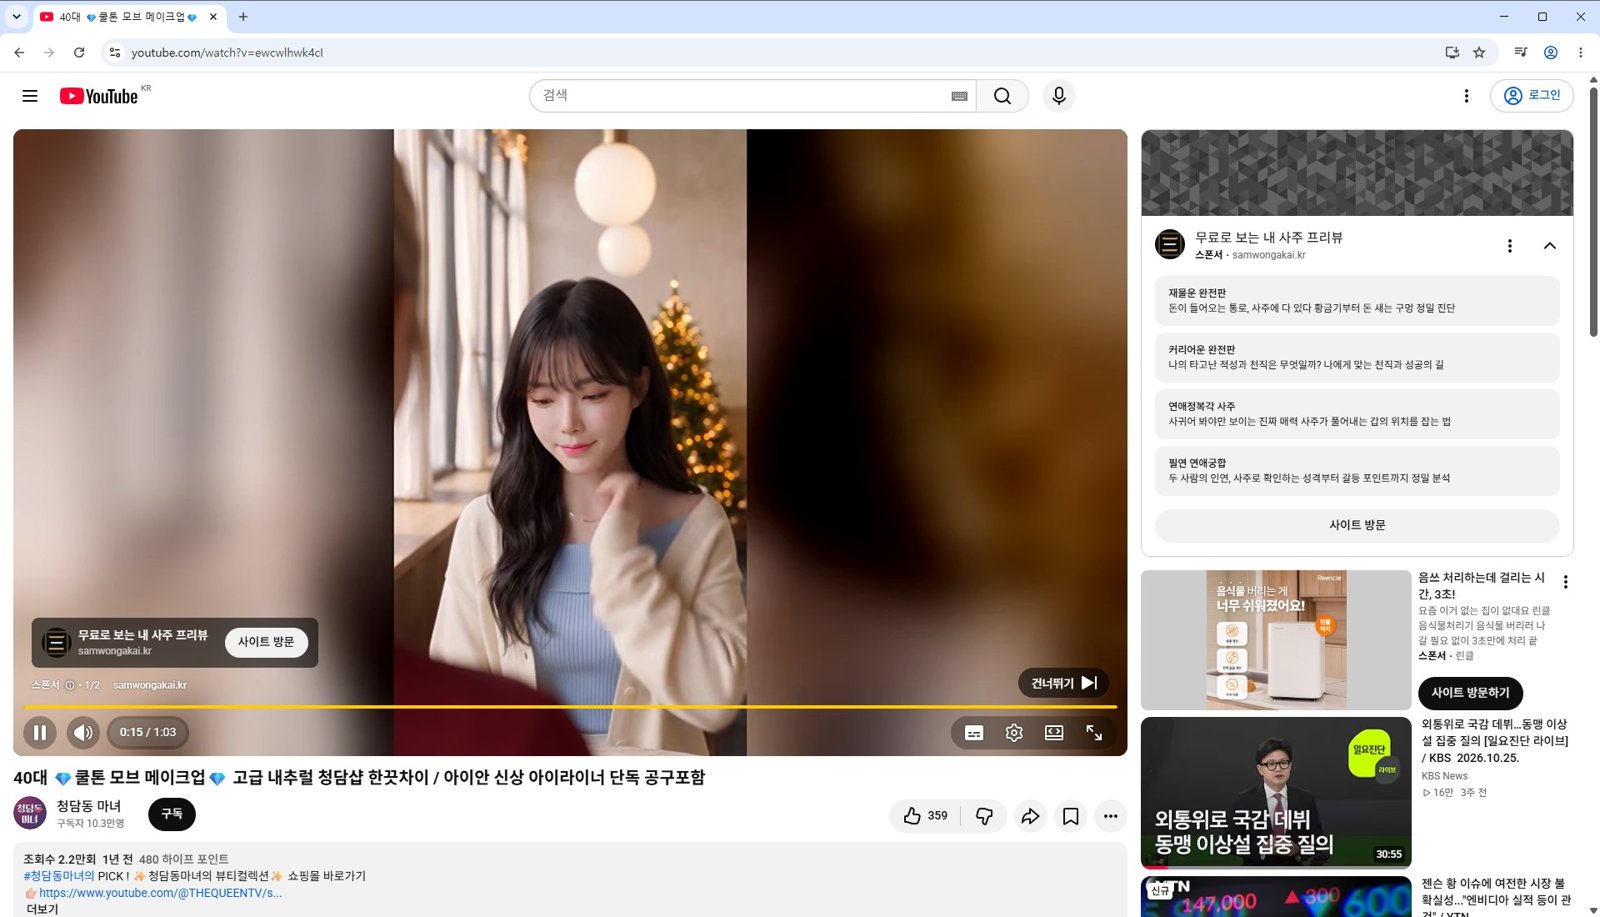 40대 💎쿨톤 모브 메이크업💎
youtube.com/watch?v=ewcwlhwk4cI
YouTube KR
검색
로그인
무료로 보는 내 사주 프리뷰
samwongakai.kr
사이트 방문
스폰서 · 1/2 samwongakai.kr
건너뛰기
0:15 / 1:03
40대 💎쿨톤 모브 메이크업💎 고급 내추럴 청담샵 한끗차이 / 아이안 신상 아이라이너 단독 공구포함
청담동 마녀
청담동 마녀
구독자 10.3만명
구독
359
조회수 2.2만회 1년 전 480 하이프 포인트
#청담동마녀의 PICK ! ✨청담동마녀의 뷰티컬렉션✨ 쇼핑몰 바로가기
👉🏻https://www.youtube.com/@THEQUEENTV/s...
더보기
무료로 보는 내 사주 프리뷰
스폰서 · samwongakai.kr
재물운 완전판
돈이 들어오는 통로, 사주에 다 있다 황금기부터 돈 새는 구멍 정밀 진단
커리어운 완전판
나의 타고난 적성과 천직은 무엇일까? 나에게 맞는 천직과 성공의 길
연애정복각 사주
사귀어 봐야만 보이는 진짜 매력 사주가 풀어내는 갑의 위치를 잡는 법
필연 연애궁합
두 사람의 인연, 사주로 확인하는 성격부터 갈등 포인트까지 정밀 분석
사이트 방문
Reencle
음식물 버리는 게
너무 쉬워졌어요!
음쓰 처리하는데 걸리는 시
간, 3초!
요즘 이거 없는 집이 없대요 린클
음식물처리기 음식물 버리러 나
갈 필요 없이 3초만에 처리 끝
스폰서 · 린클
사이트 방문하기
일요진단
라이브
외통위로 국감 데뷔
동맹 이상설 집중 질의
30:55
외통위로 국감 데뷔...동맹 이상
설 집중 질의 [일요진단 라이브]
/ KBS 2026.10.25.
KBS News
16만 3주 전
신규
YTN
147,000 ▲300 600
젠슨 황 이슈에 여전한 시장 불
확실성..."엔비디아 실적 등이 관
건" / YTN